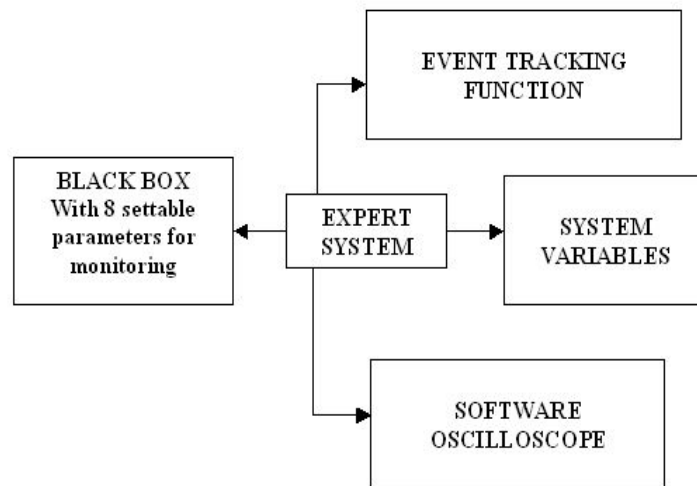 EVENT TRACKING
FUNCTION
BLACK BOX
With 8 settable
parameters for
monitoring
EXPERT
SYSTEM
SYSTEM
VARIABLES
SOFTWARE
OSCILLOSCOPE